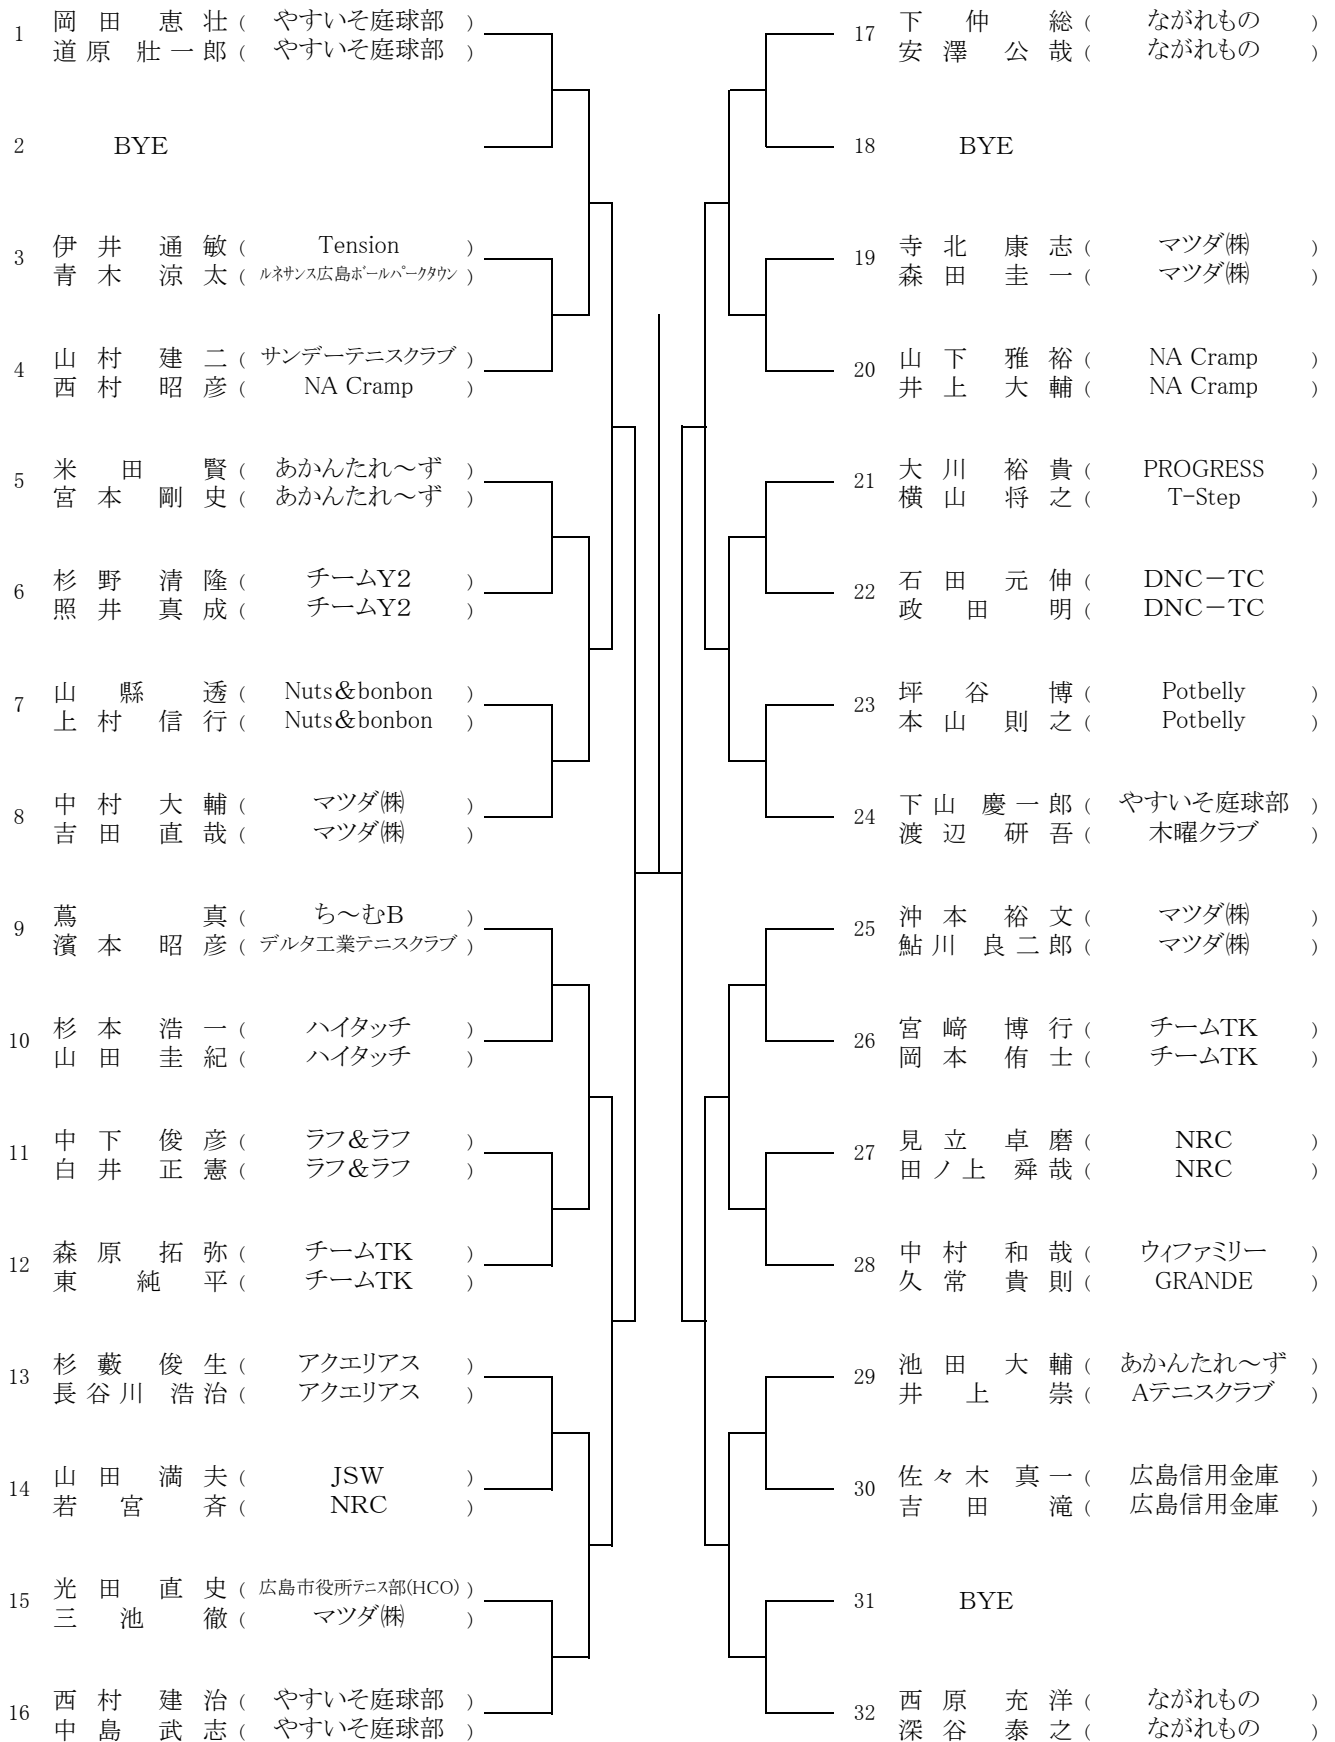 1 岡田 恵壮 ( やすいそ庭球部 )
道原 壯一郎 ( やすいそ庭球部 )
2 BYE
3 伊井 通敏 ( Tension )
青木 涼太 ( ルネサンス広島ボールパークタウン )
4 山村 建二 ( サンデーテニスクラブ )
西村 昭彦 ( NA Cramp )
5 米田 賢 ( あかんたれ～ず )
宮本 剛史 ( あかんたれ～ず )
6 杉野 清隆 ( チームY2 )
照井 真成 ( チームY2 )
7 山縣 透 ( Nuts＆bonbon )
上村 信行 ( Nuts＆bonbon )
8 中村 大輔 ( マツダ㈱ )
吉田 直哉 ( マツダ㈱ )
9 蔦 真 ( ち～むB )
濱本 昭彦 ( デルタ工業テニスクラブ )
10 杉本 浩一 ( ハイタッチ )
山田 圭紀 ( ハイタッチ )
11 中下 俊彦 ( ラフ＆ラフ )
白井 正憲 ( ラフ＆ラフ )
12 森原 拓弥 ( チームTK )
東 純平 ( チームTK )
13 杉藪 俊生 ( アクエリアス )
長谷川 浩治 ( アクエリアス )
14 山田 満夫 ( JSW )
若宮 斉 ( NRC )
15 光田 直史 ( 広島市役所テニス部(HCO) )
三池 徹 ( マツダ㈱ )
16 西村 建治 ( やすいそ庭球部 )
中島 武志 ( やすいそ庭球部 )
17 下仲 総 ( ながれもの )
安澤 公哉 ( ながれもの )
18 BYE
19 寺北 康志 ( マツダ㈱ )
森田 圭一 ( マツダ㈱ )
20 山下 雅裕 ( NA Cramp )
井上 大輔 ( NA Cramp )
21 大川 裕貴 ( PROGRESS )
横山 将之 ( T-Step )
22 石田 元伸 ( DNC－TC )
政田 明 ( DNC－TC )
23 坪谷 博 ( Potbelly )
本山 則之 ( Potbelly )
24 下山 慶一郎 ( やすいそ庭球部 )
渡辺 研吾 ( 木曜クラブ )
25 沖本 裕文 ( マツダ㈱ )
鮎川 良二郎 ( マツダ㈱ )
26 宮﨑 博行 ( チームTK )
岡本 侑士 ( チームTK )
27 見立 卓磨 ( NRC )
田ノ上 舜哉 ( NRC )
28 中村 和哉 ( ウィファミリー )
久常 貴則 ( GRANDE )
29 池田 大輔 ( あかんたれ～ず )
井上 崇 ( Aテニスクラブ )
30 佐々木 真一 ( 広島信用金庫 )
吉田 滝 ( 広島信用金庫 )
31 BYE
32 西原 充洋 ( ながれもの )
深谷 泰之 ( ながれもの )